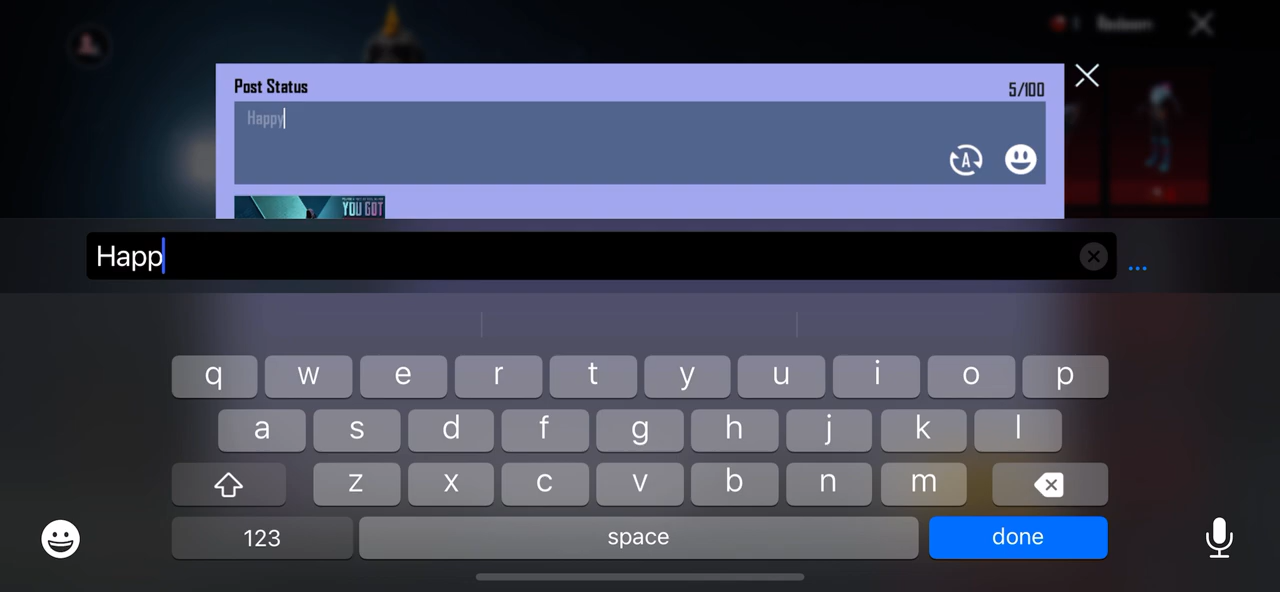 Redeem
Post Status
5/100
Happy
A
YOU GOT
Happ
...
q w e r t y u i o p
a s d f g h j k l
z x c v b n m
123 space done